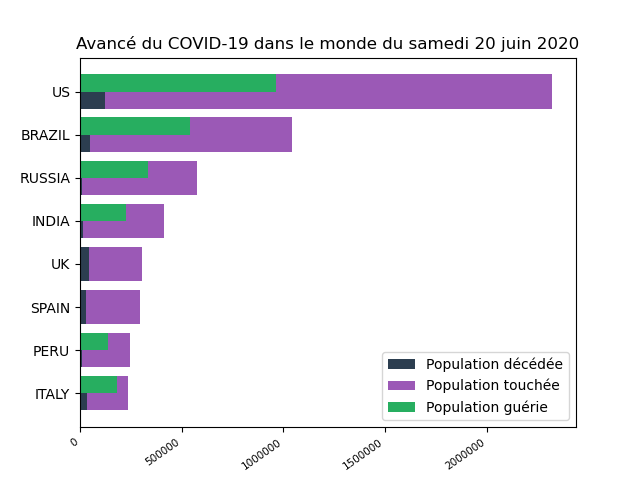 Avancé du COVID-19 dans le monde du samedi 20 juin 2020
US
BRAZIL
RUSSIA
INDIA
UK
SPAIN
PERU
ITALY
Population décédée
Population touchée
Population guérie
0
500000
1000000
1500000
2000000